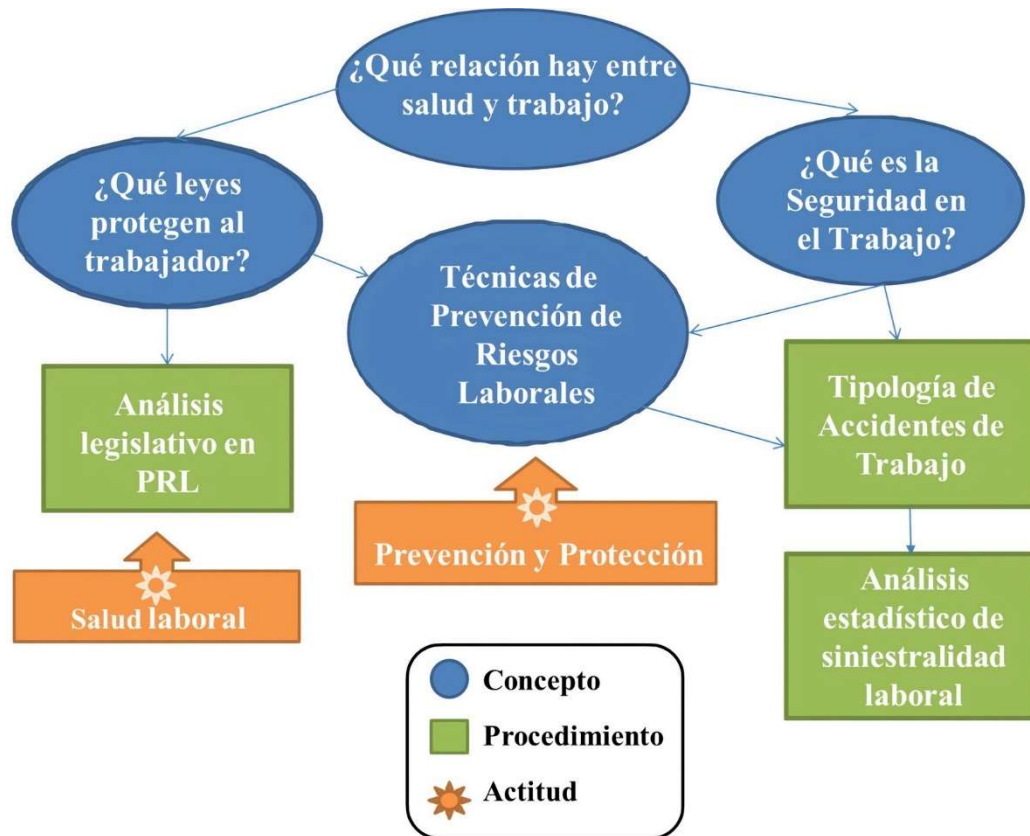 ¿Qué relación hay entre
salud y trabajo?
¿Qué leyes
protegen al
trabajador?
¿Qué es la
Seguridad en
el Trabajo?
Técnicas de
Prevención de
Riesgos
Laborales
Análisis
legislativo en
PRL
Tipología de
Accidentes de
Trabajo
Prevención y Protección
Salud laboral
Análisis
estadístico de
siniestralidad
laboral
Concepto
Procedimiento
Actitud